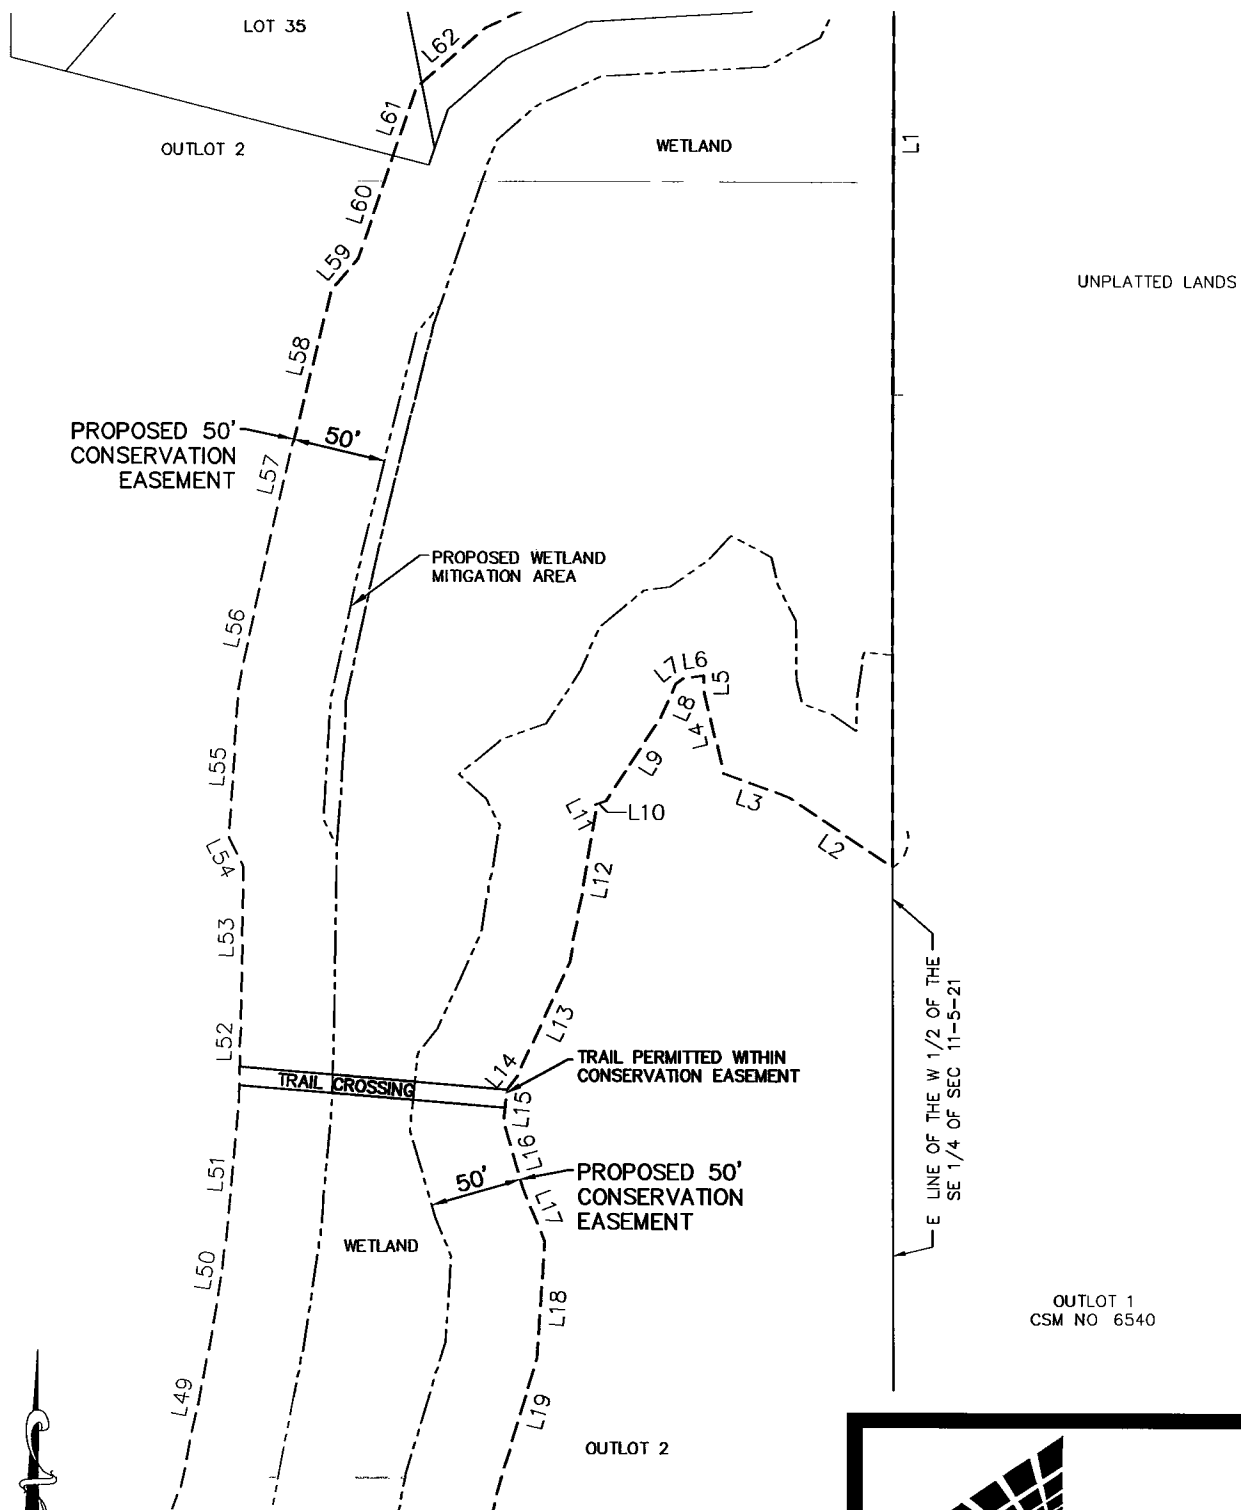 LOT 35
L62
L61
OUTLOT 2
WETLAND
L1
L60
L59
UNPLATTED LANDS
L58
PROPOSED 50'
CONSERVATION
EASEMENT
50'
L57
PROPOSED WETLAND
MITIGATION AREA
L56
L7
L6
L5
L8
L4
L55
L9
L3
L10
L11
L2
L54
L12
L53
E LINE OF THE W 1/2 OF THE
SE 1/4 OF SEC 11-5-21
L13
L52
L14
TRAIL PERMITTED WITHIN
CONSERVATION EASEMENT
TRAIL CROSSING
L15
L16
L51
50'
PROPOSED 50'
CONSERVATION
EASEMENT
L17
WETLAND
L50
L18
OUTLOT 1
CSM NO 6540
L49
L19
OUTLOT 2